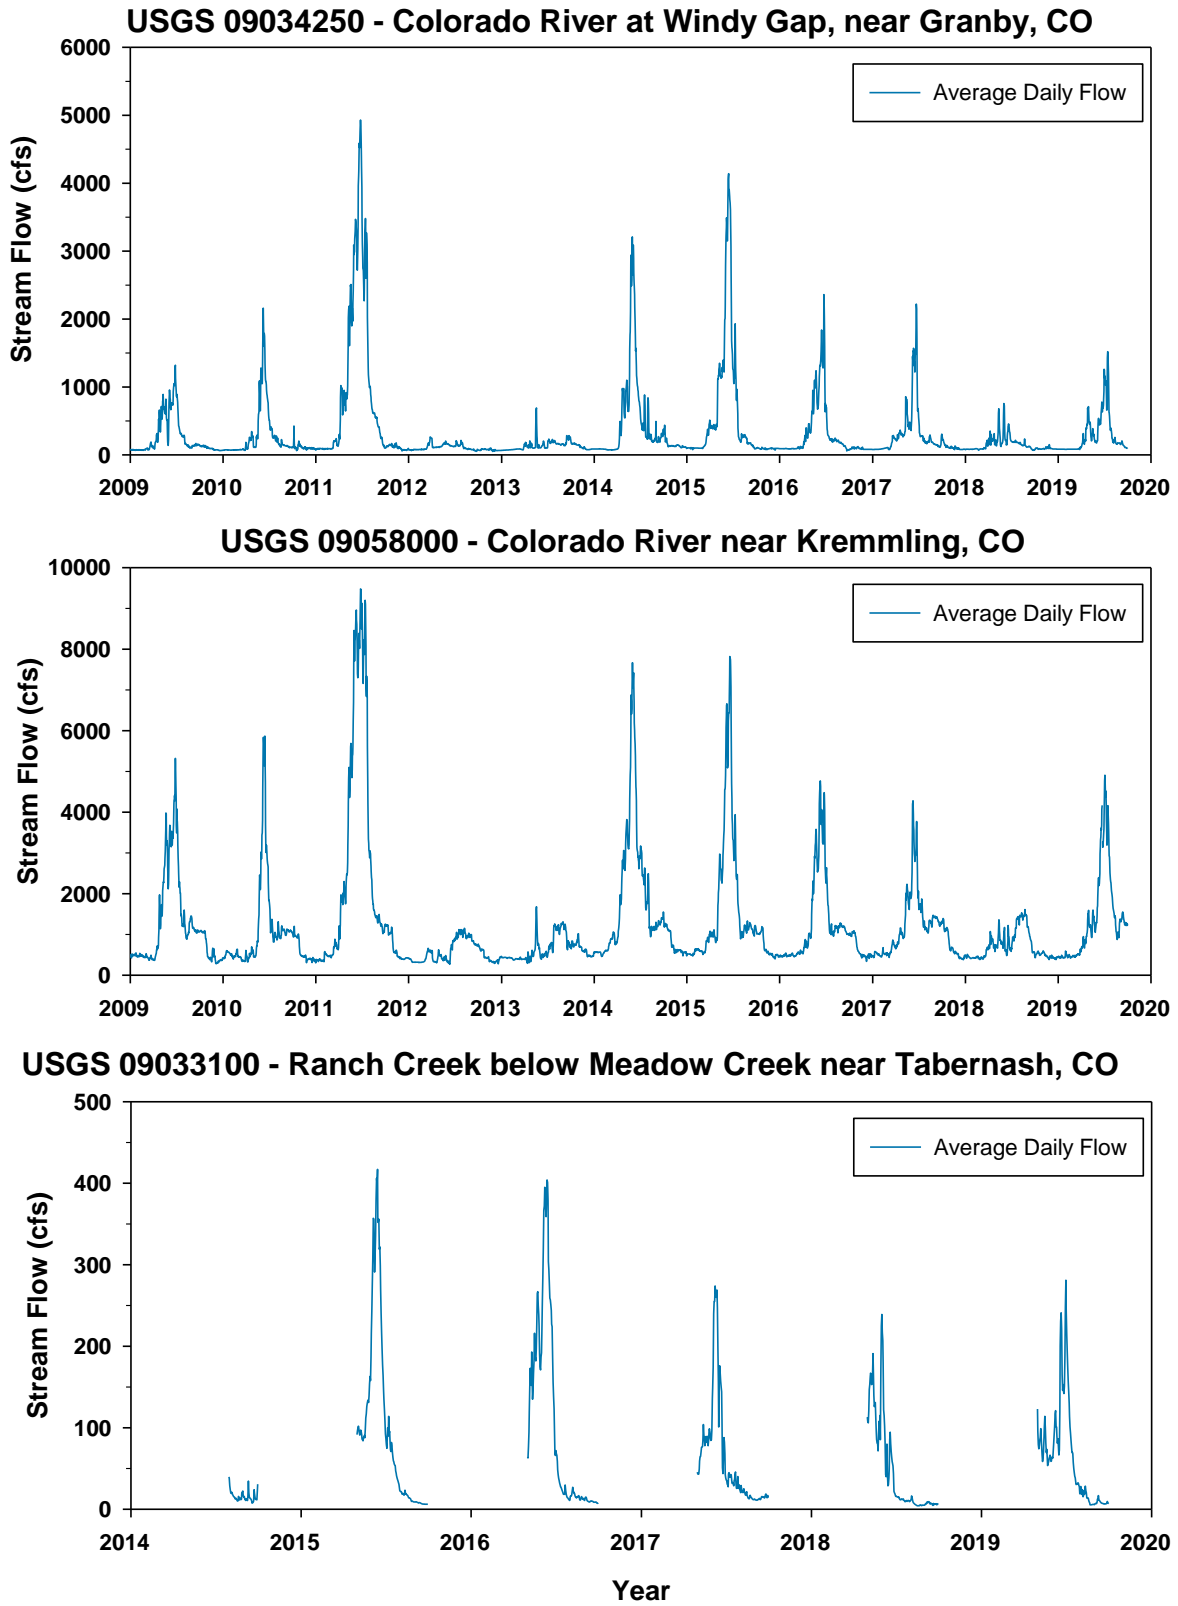 USGS 09034250 - Colorado River at Windy Gap, near Granby, CO
6000
5000
4000
3000
2000
1000
0
Stream Flow (cfs)
Average Daily Flow
2009 2010 2011 2012 2013 2014 2015 2016 2017 2018 2019 2020
USGS 09058000 - Colorado River near Kremmling, CO
10000
8000
6000
4000
2000
0
Stream Flow (cfs)
Average Daily Flow
2009 2010 2011 2012 2013 2014 2015 2016 2017 2018 2019 2020
USGS 09033100 - Ranch Creek below Meadow Creek near Tabernash, CO
500
400
300
200
100
0
Stream Flow (cfs)
Average Daily Flow
2014 2015 2016 2017 2018 2019 2020
Year